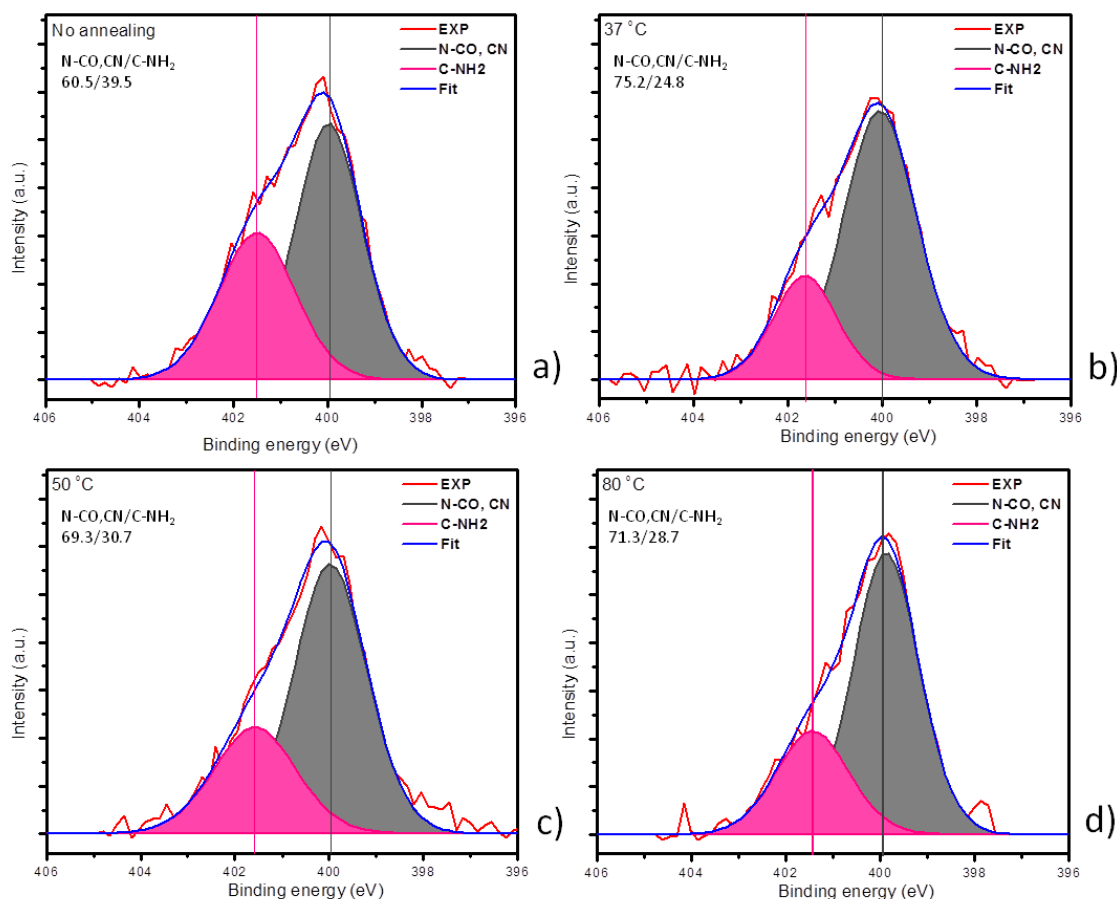 No annealing
N-CO,CN/C-NH₂
60.5/39.5
EXP
N-CO, CN
C-NH2
Fit
Intensity (a.u.)
406 404 402 400 398 396
Binding energy (eV)
a)
37 °C
N-CO,CN/C-NH₂
75.2/24.8
EXP
N-CO, CN
C-NH2
Fit
Intensity (a.u.)
406 404 402 400 398 396
Binding energy (eV)
b)
50 °C
N-CO,CN/C-NH₂
69.3/30.7
EXP
N-CO, CN
C-NH2
Fit
Intensity (a.u.)
406 404 402 400 398 396
Binding energy (eV)
c)
80 °C
N-CO,CN/C-NH₂
71.3/28.7
EXP
N-CO, CN
C-NH2
Fit
Intensity (a.u.)
406 404 402 400 398 396
Binding energy (eV)
d)